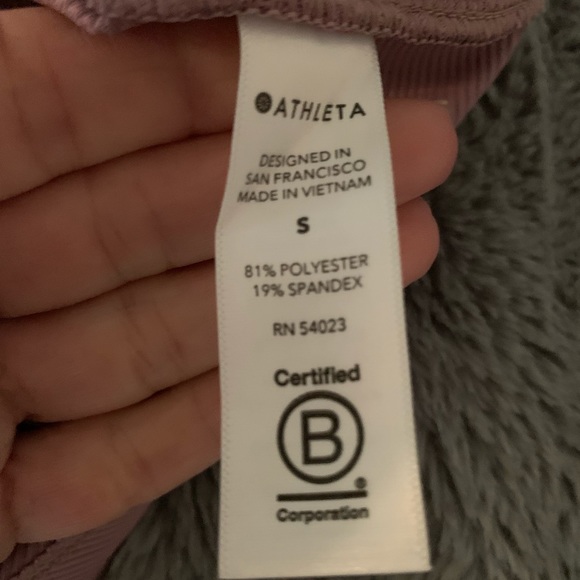 ATHLETA
DESIGNED IN
SAN FRANCISCO
MADE IN VIETNAM
S
81% POLYESTER
19% SPANDEX
RN 54023
Certified
B
®
Corporation